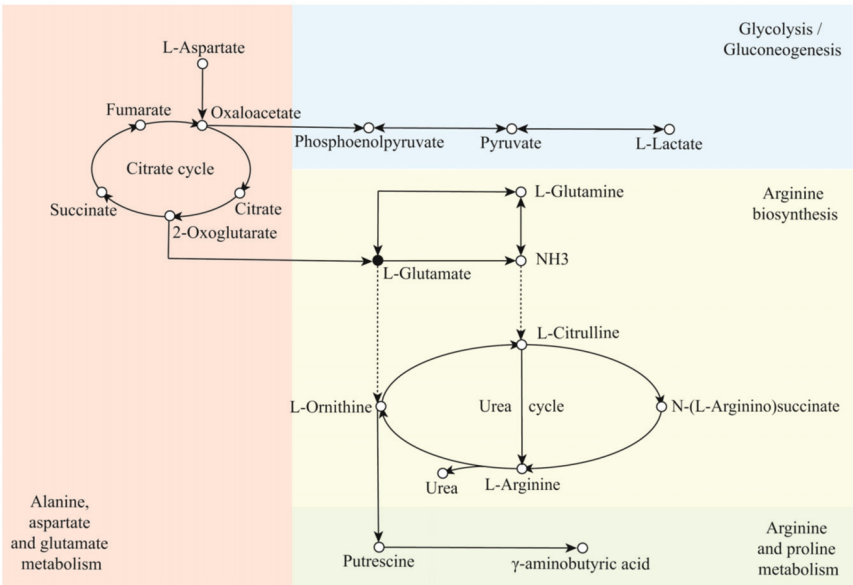 Glycolysis /
Gluconeogenesis
L-Aspartate
Fumarate
Oxaloacetate
Phosphoenolpyruvate
Pyruvate
L-Lactate
Citrate cycle
Succinate
Citrate
2-Oxoglutarate
L-Glutamine
Arginine
biosynthesis
L-Glutamate
NH3
L-Citrulline
L-Ornithine
Urea cycle
N-(L-Arginino)succinate
Urea
L-Arginine
Alanine,
aspartate
and glutamate
metabolism
Putrescine
γ-aminobutyric acid
Arginine
and proline
metabolism